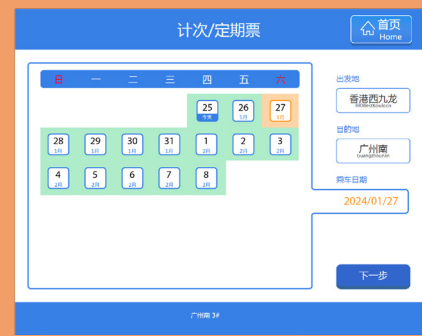 计次/定期票
首页
Home
日 一 二 三 四 五 六
25 26 27
今天 1月 1月
28 29 30 31 1 2 3
1月 1月 1月 1月 2月 2月 2月
4 5 6 7 8
2月 2月 2月 2月 2月
出发地
香港西九龙
目的地
广州南
Guangzhounan
乘车日期
2024/01/27
下一步
广州南 3#